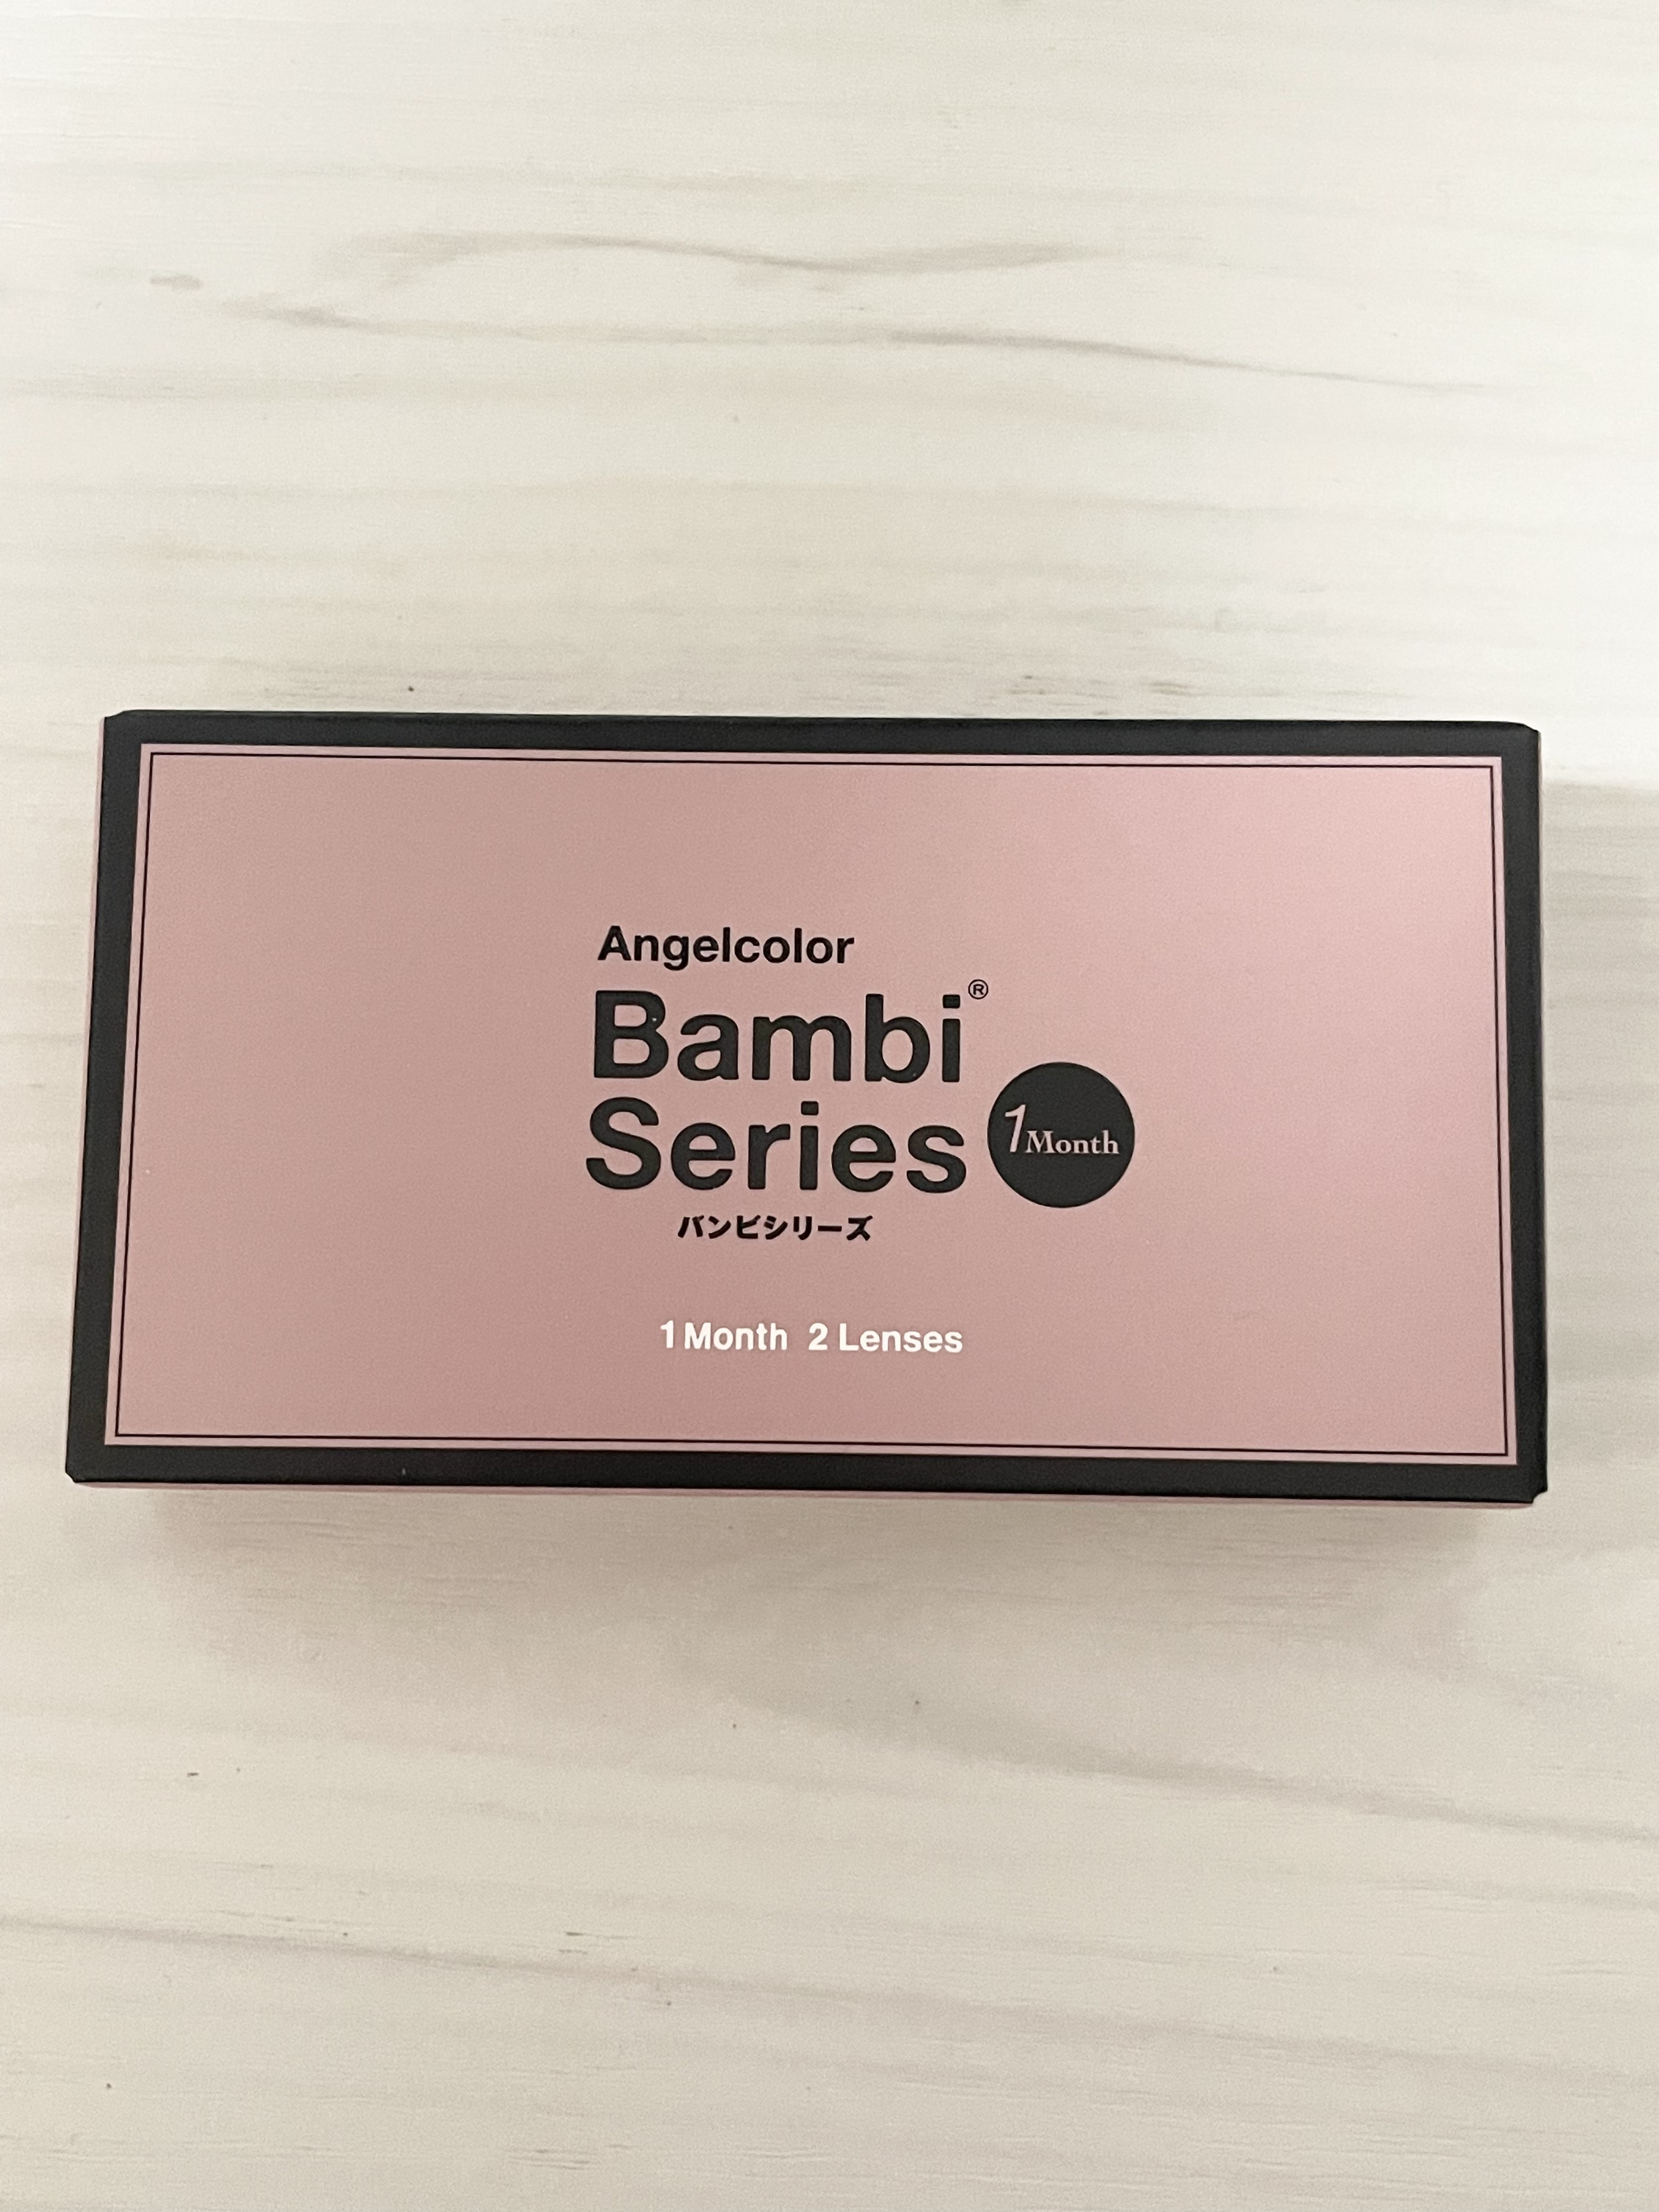 Angelcolor
Bambi®
Series
1Month
バンビシリーズ
1 Month 2 Lenses